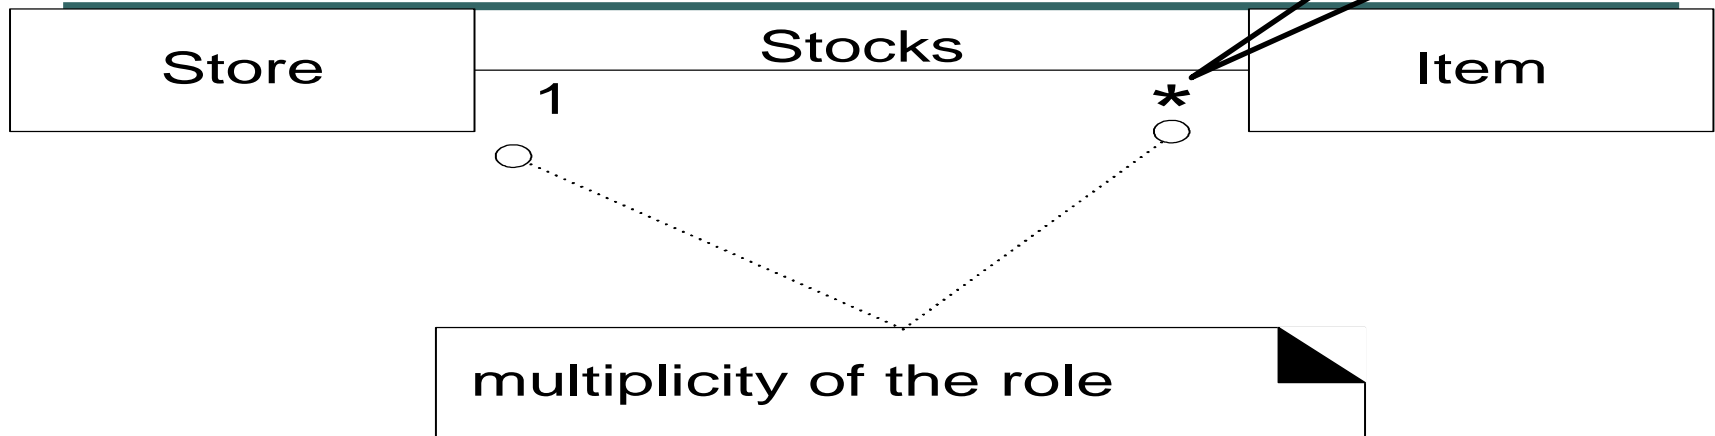 Store
Stocks
Item
1
*
multiplicity of the role